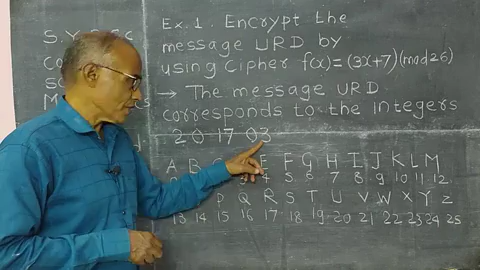 S.Y. Sc
Ex. 1. Encrypt the
message URD by
using cipher f(x) = (3x+7)(mod 26)
→ The message URD
corresponds to the integers
20 17 03
A B E F G H I J K L M
4 5 6 7 8 9 10 11 12
P Q R S T U V W X Y Z
13 14 15 16 17 18 19 20 21 22 23 24 25